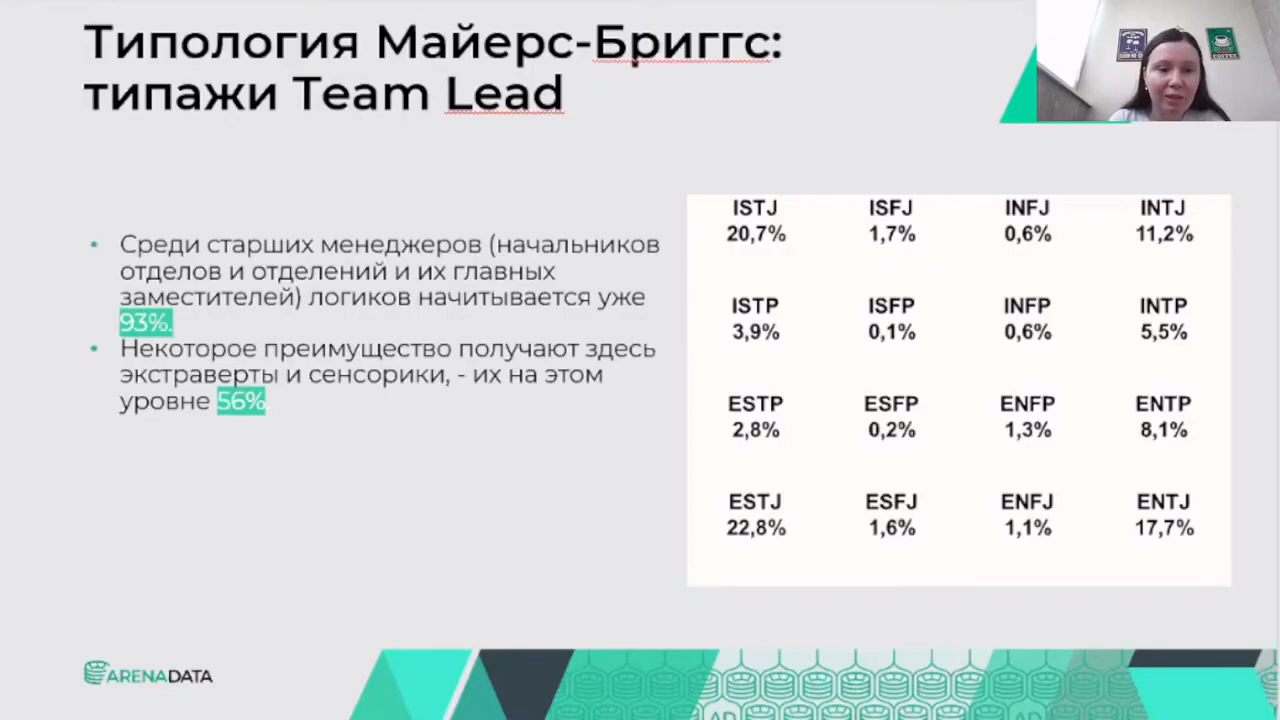 Типология Майерс-Бриггс:
типажи Team Lead
• Среди старших менеджеров (начальников
отделов и отделений и их главных
заместителей) логиков начитывается уже
93%.
• Некоторое преимущество получают здесь
экстраверты и сенсорики, - их на этом
уровне 56%.
ISTJ ISFJ INFJ INTJ
20,7% 1,7% 0,6% 11,2%
ISTP ISFP INFP INTP
3,9% 0,1% 0,6% 5,5%
ESTP ESFP ENFP ENTP
2,8% 0,2% 1,3% 8,1%
ESTJ ESFJ ENFJ ENTJ
22,8% 1,6% 1,1% 17,7%
COFFEE
ARENADATA
AD AD